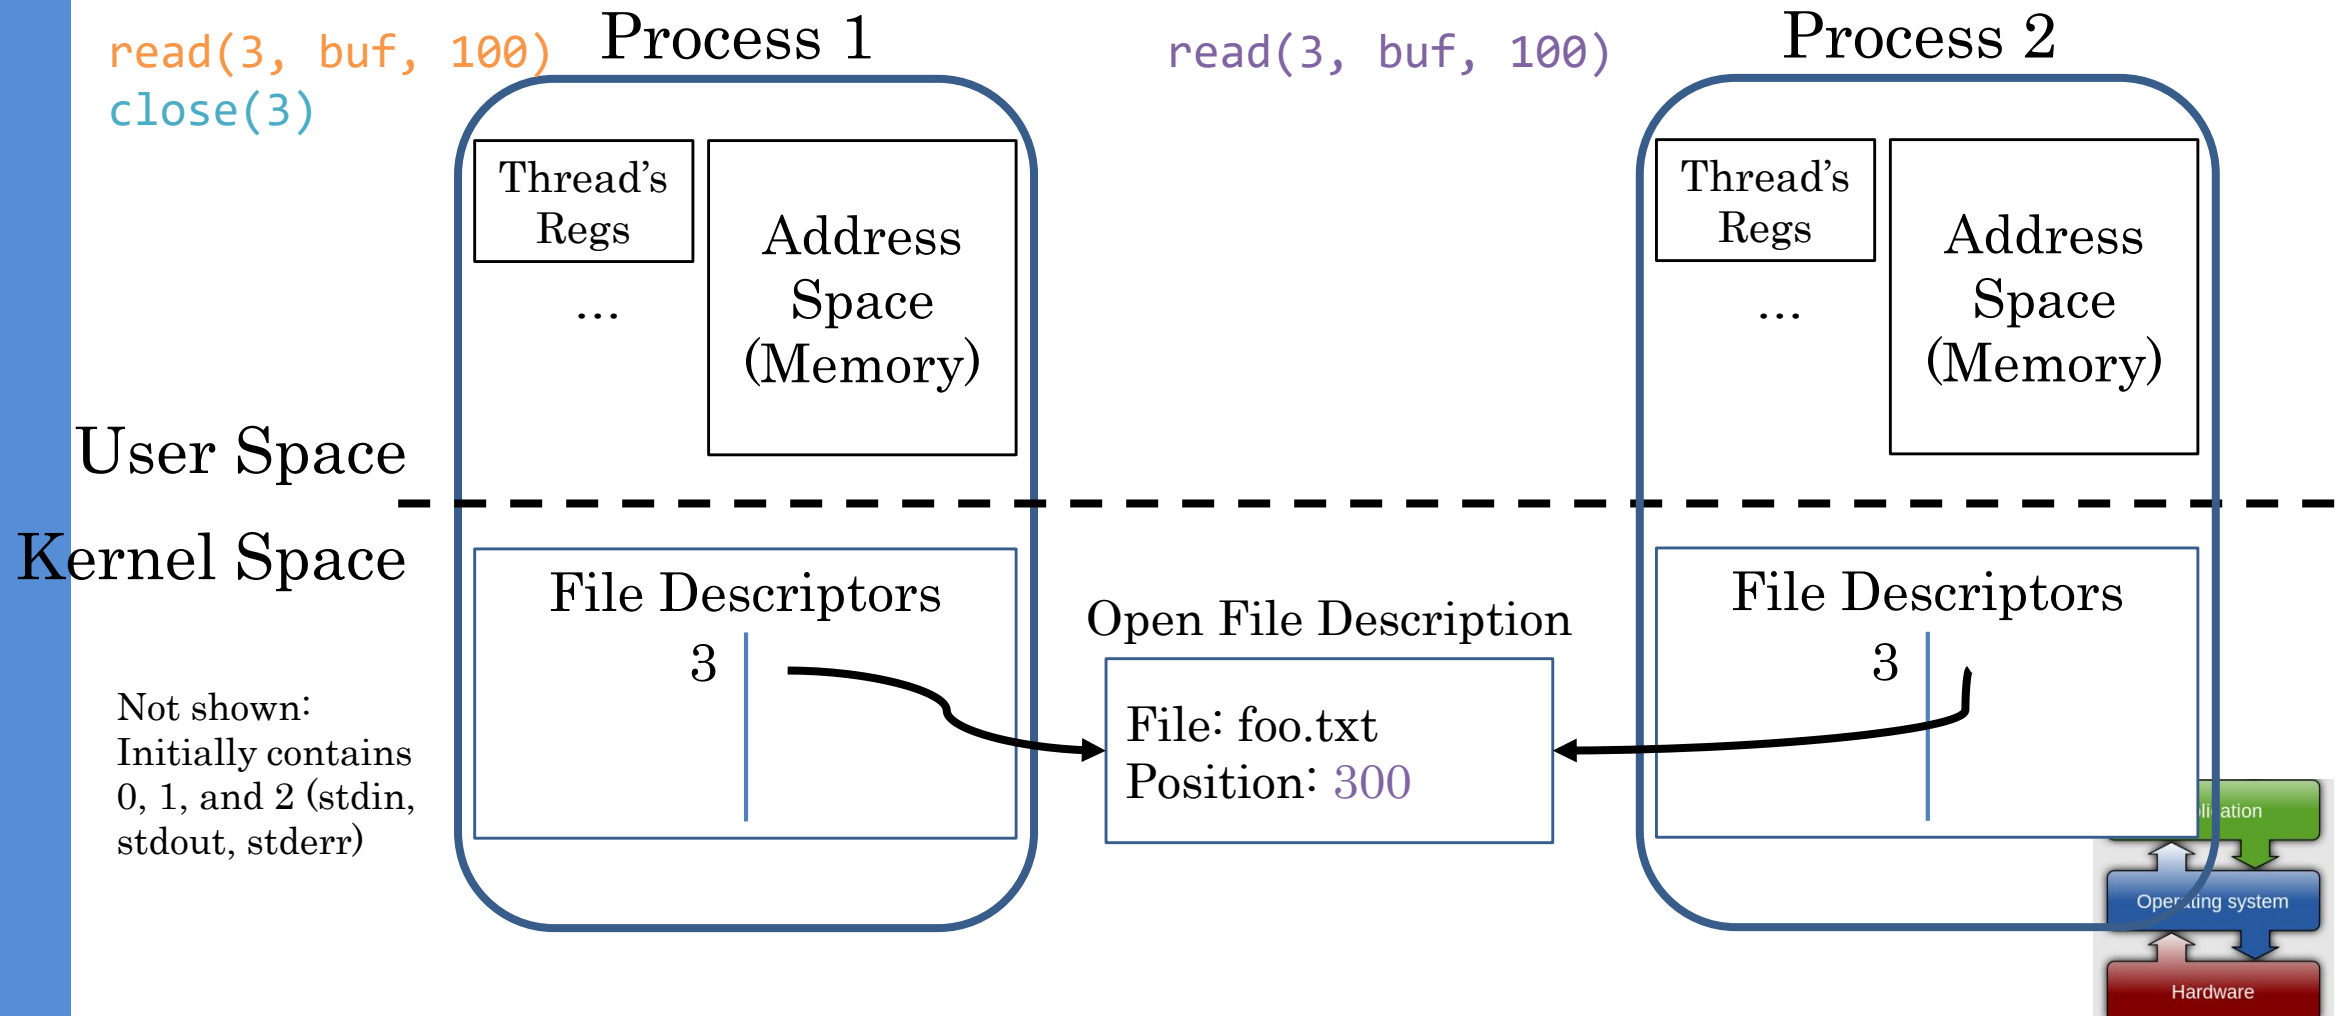 read(3, buf, 100)
close(3)
Process 1
read(3, buf, 100)
Process 2
Thread's
Regs
...
Address
Space
(Memory)
Thread's
Regs
...
Address
Space
(Memory)
User Space
Kernel Space
File Descriptors
3
Open File Description
File: foo.txt
Position: 300
File Descriptors
3
Not shown:
Initially contains
0, 1, and 2 (stdin,
stdout, stderr)
Operating system
Hardware